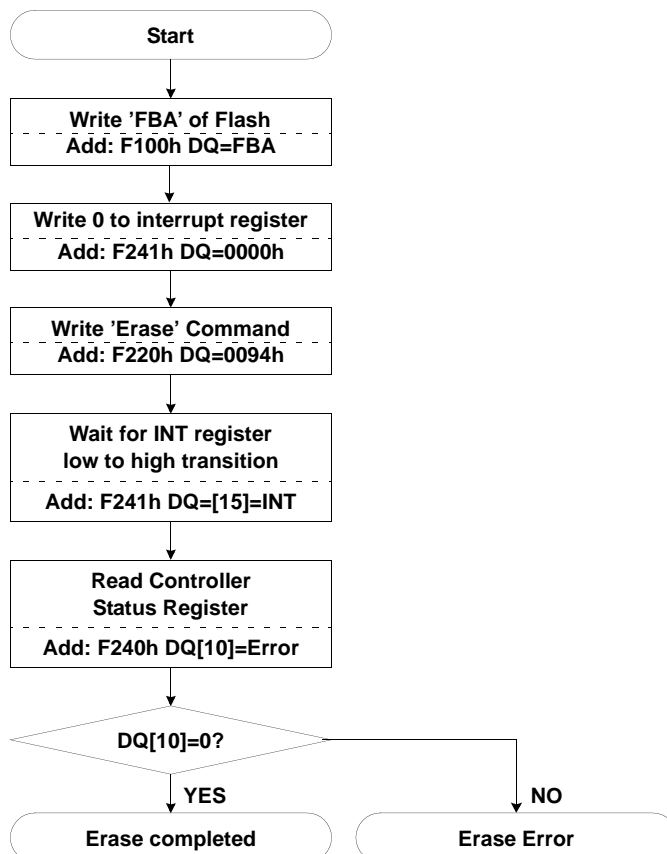 Start
Write ’FBA’ of Flash
Add: F100h DQ=FBA
Write 0 to interrupt register
Add: F241h DQ=0000h
Write ’Erase’ Command
Add: F220h DQ=0094h
Wait for INT register
low to high transition
Add: F241h DQ=[15]=INT
Read Controller
Status Register
Add: F240h DQ[10]=Error
DQ[10]=0?
YES
NO
Erase completed
Erase Error